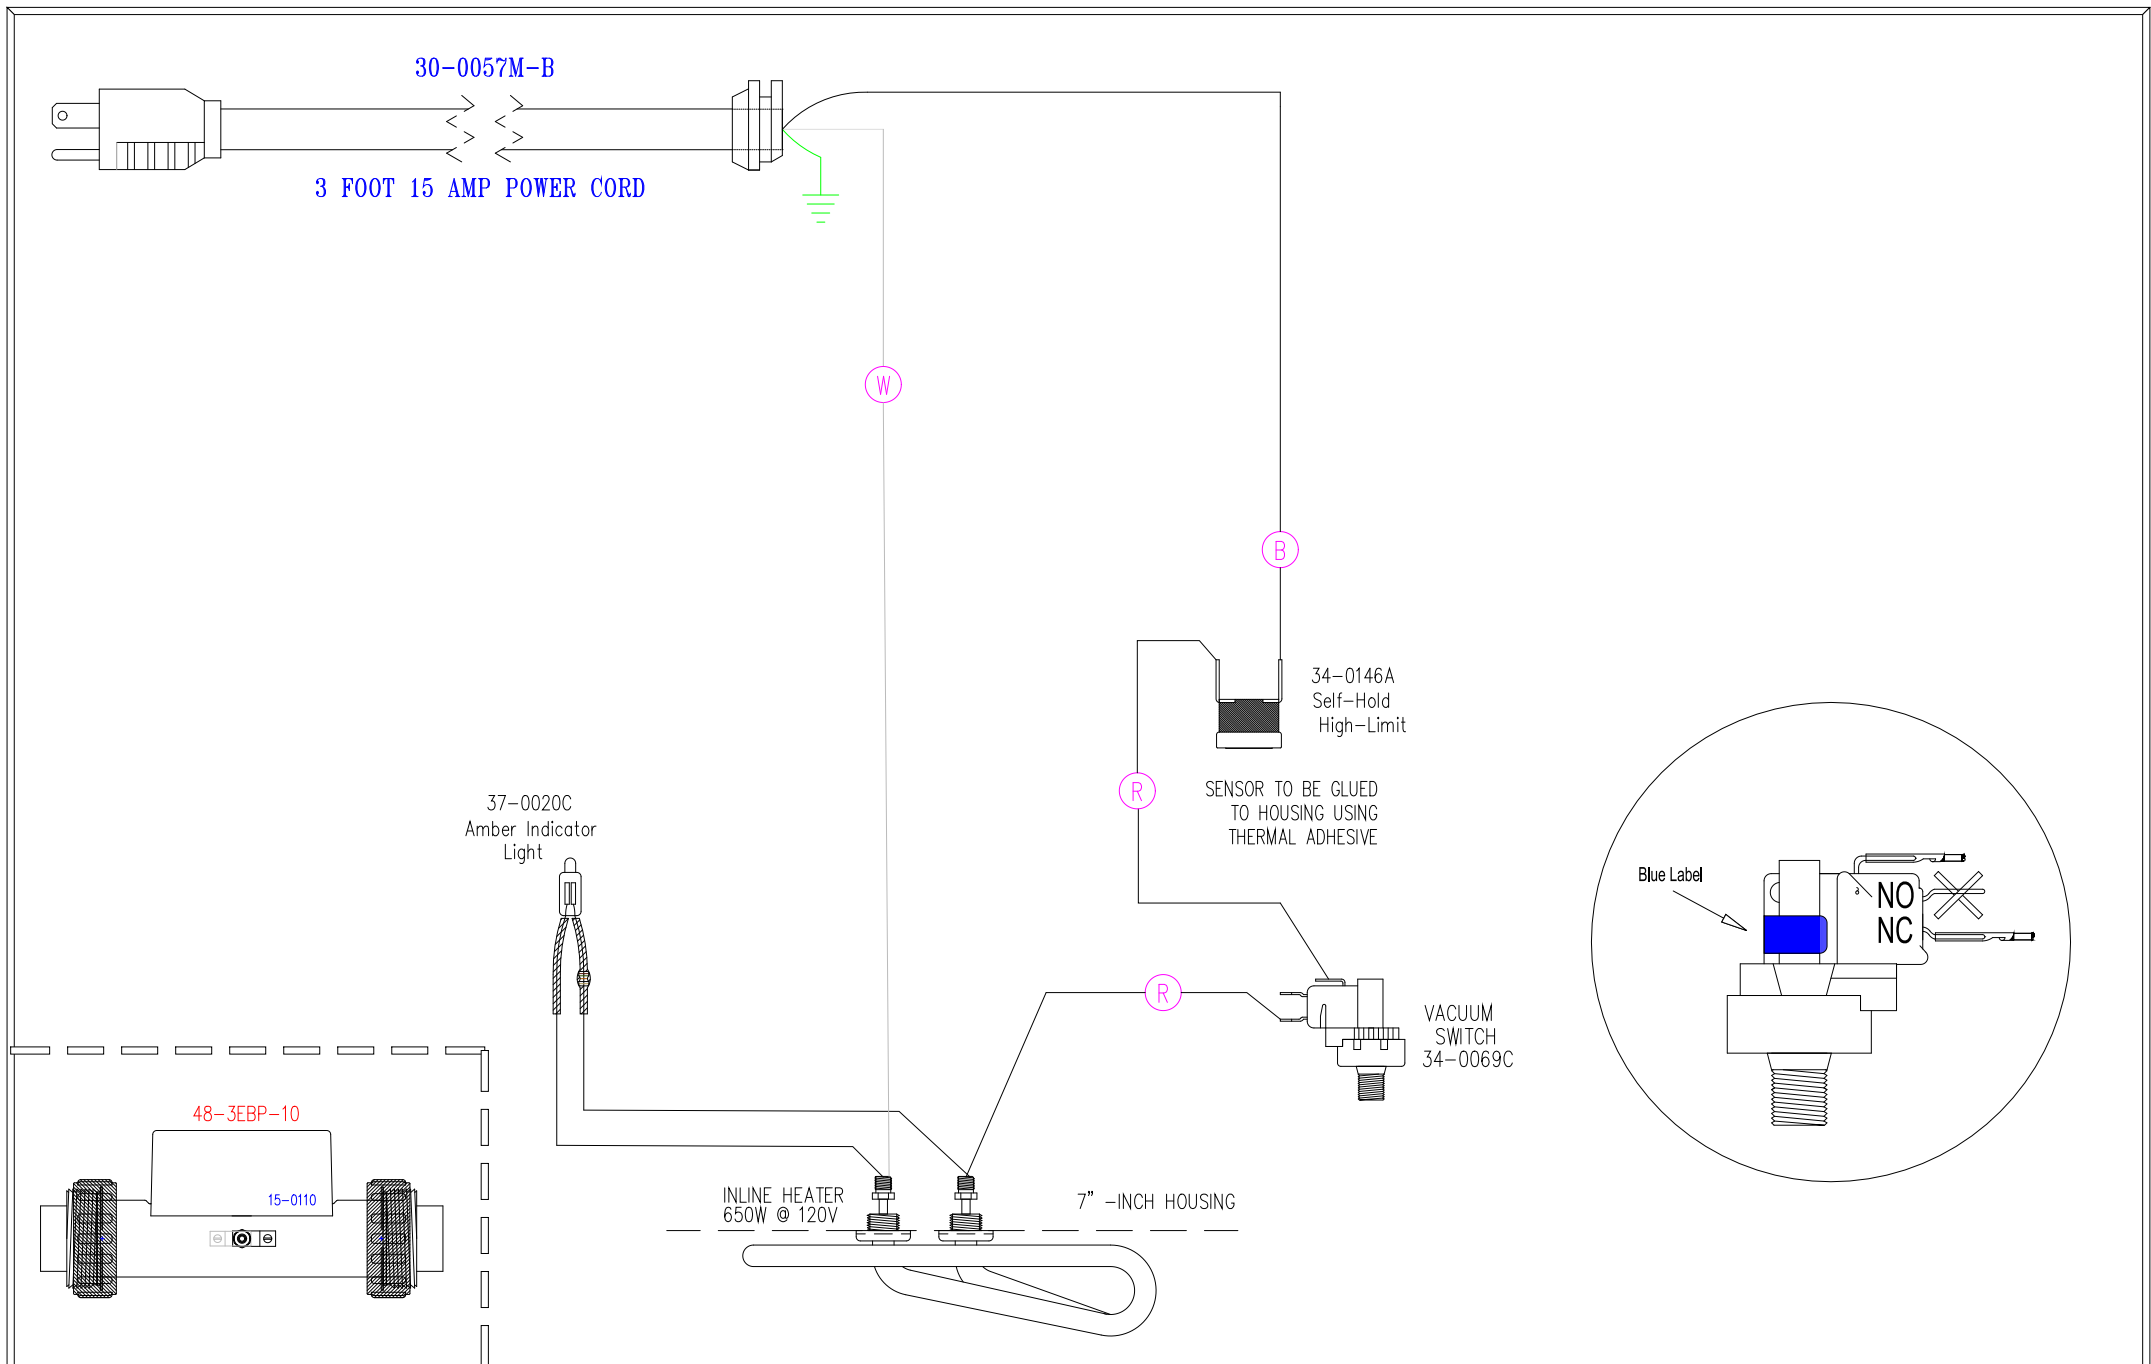 30-0057M-B
3 FOOT 15 AMP POWER CORD
W
B
34-0146A
Self-Hold
High-Limit
R
SENSOR TO BE GLUED
TO HOUSING USING
THERMAL ADHESIVE
37-0020C
Amber Indicator
Light
Blue Label
NO
NC
R
VACUUM
SWITCH
34-0069C
48-3EBP-10
15-0110
INLINE HEATER
650W @ 120V
7" -INCH HOUSING